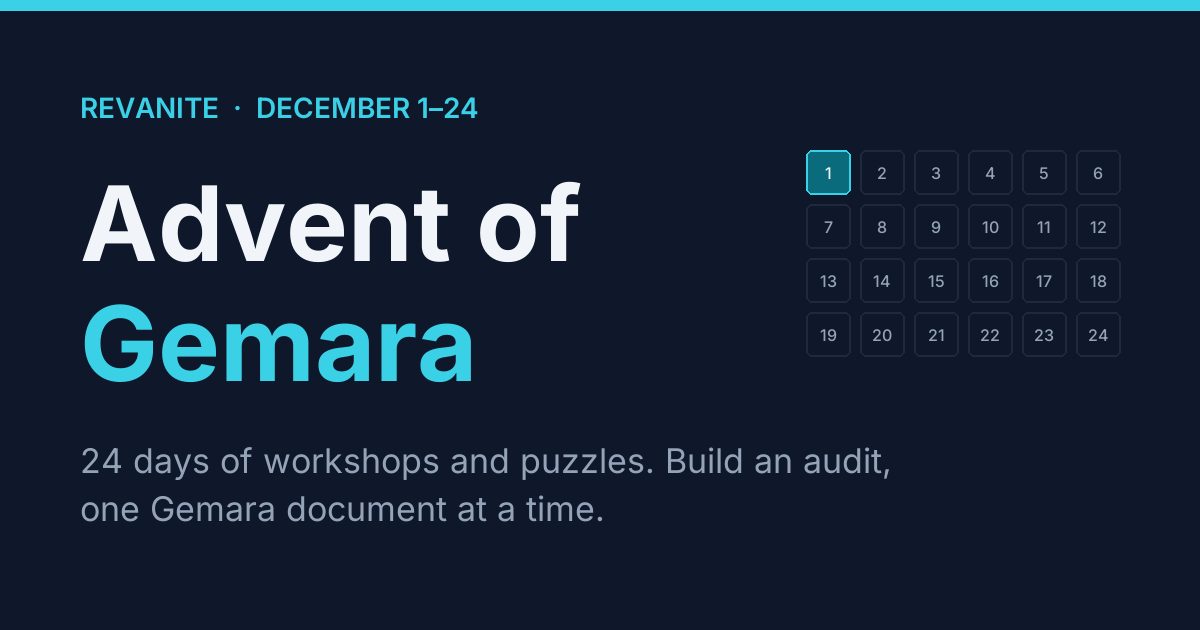 REVANITE · DECEMBER 1–24
Advent of
Gemara
1 2 3 4 5 6
7 8 9 10 11 12
13 14 15 16 17 18
19 20 21 22 23 24
24 days of workshops and puzzles. Build an audit,
one Gemara document at a time.